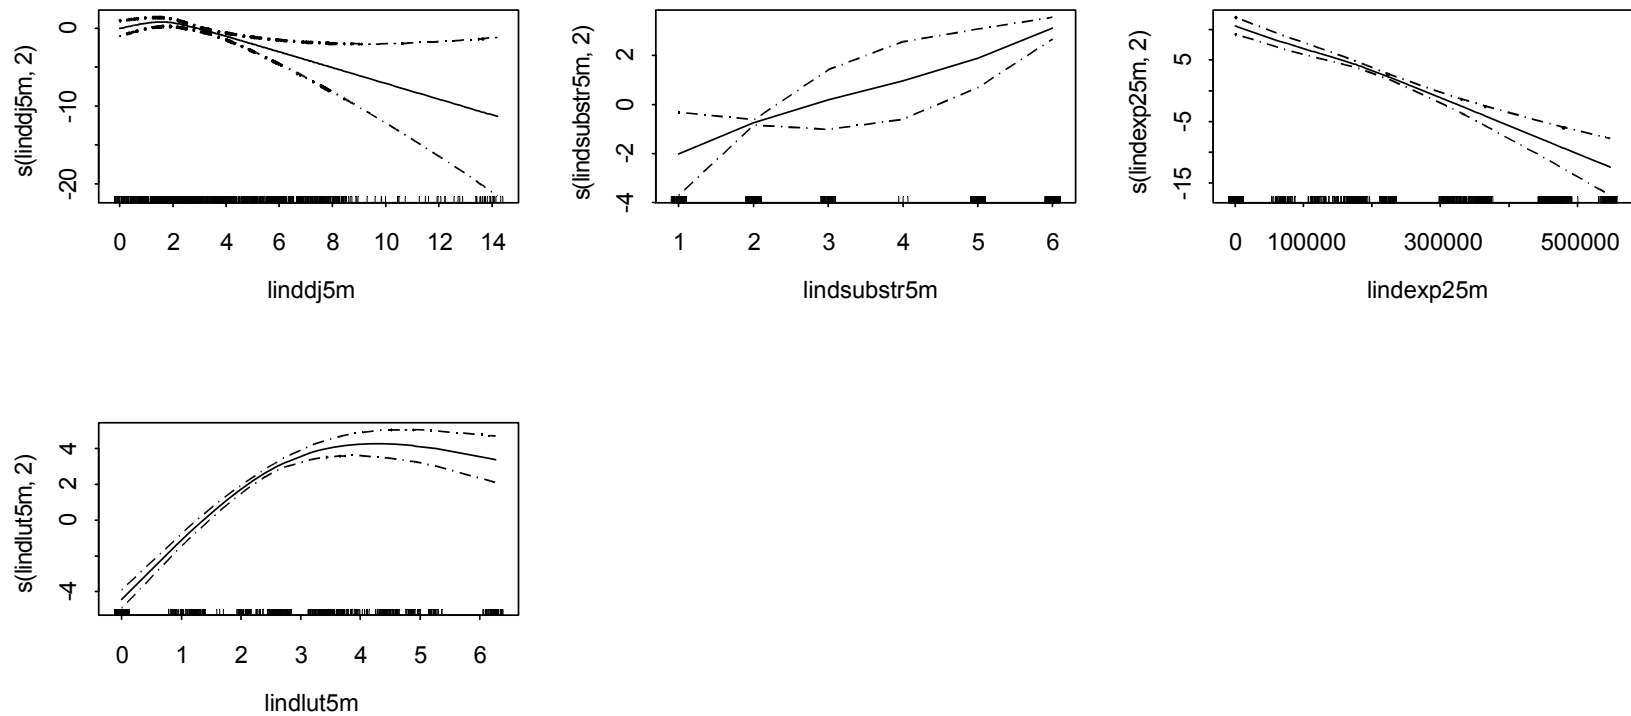 s(linddj5m, 2)
0
-10
-20
0 2 4 6 8 10 12 14
linddj5m
s(lindsubstr5m, 2)
2
0
-2
-4
1 2 3 4 5 6
lindsubstr5m
s(lindexp25m, 2)
5
-5
-15
0 100000 300000 500000
lindexp25m
s(lindlut5m, 2)
4
2
0
-4
0 1 2 3 4 5 6
lindlut5m